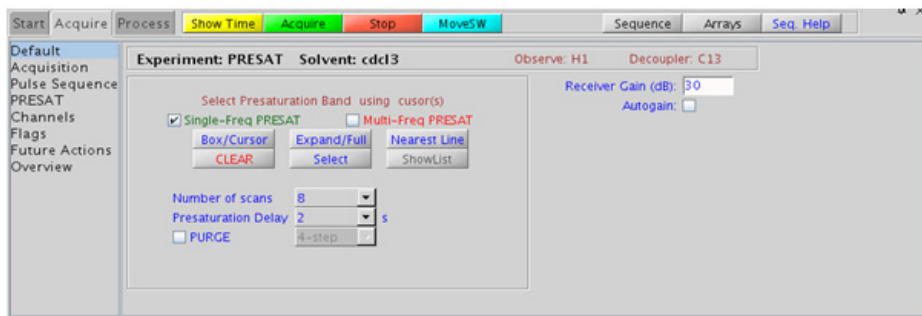 Start Acquire Process Show Time Acquire Stop MoveSW Sequence Arrays Seq. Help
Default
Acquisition
Pulse Sequence
PRESAT
Channels
Flags
Future Actions
Overview
Experiment: PRESAT Solvent: cdcl3 Observe: H1 Decoupler: C13
Select Presaturation Band using cusor(s)
Single-Freq PRESAT Multi-Freq PRESAT
Box/Cursor Expand/Full Nearest Line
CLEAR Select ShowList
Number of scans 8
Presaturation Delay 2 s
PURGE 4-step
Receiver Gain (dB): 30
Autogain: